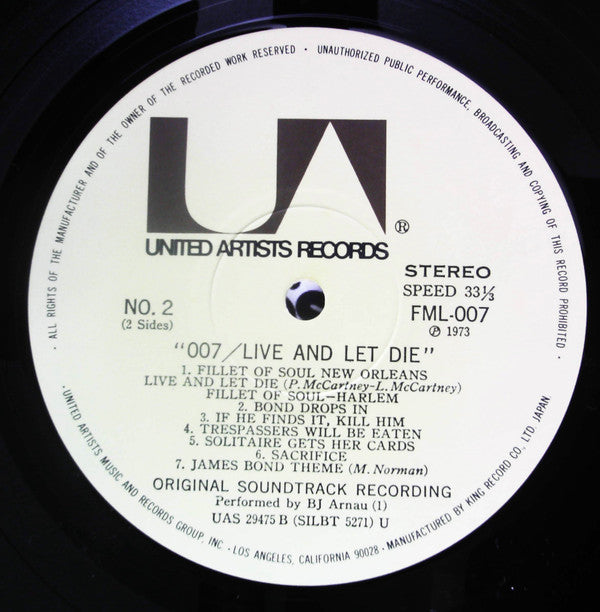 · ALL RIGHTS OF THE MANUFACTURER AND OF THE OWNER OF THE RECORDED WORK RESERVED · UNAUTHORIZED PUBLIC PERFORMANCE, BROADCASTING AND COPYING OF THIS RECORD PROHIBITED ·
UA®
UNITED ARTISTS RECORDS
STEREO
SPEED 33⅓
NO. 2
FML-007
(2 Sides)
℗ 1973
"007/LIVE AND LET DIE"
1. FILLET OF SOUL NEW ORLEANS
LIVE AND LET DIE (P. McCartney-L. McCartney)
FILLET OF SOUL-HARLEM
2. BOND DROPS IN
3. IF HE FINDS IT, KILL HIM
4. TRESPASSERS WILL BE EATEN
5. SOLITAIRE GETS HER CARDS
6. SACRIFICE
7. JAMES BOND THEME (M. Norman)
ORIGINAL SOUNDTRACK RECORDING
Performed by BJ Arnau (1)
UAS 29475 B (SILBT 5271) U
· UNITED ARTISTS MUSIC AND RECORDS GROUP, INC · LOS ANGELES, CALIFORNIA 90028 · MANUFACTURED BY KING RECORD CO., LTD. JAPAN